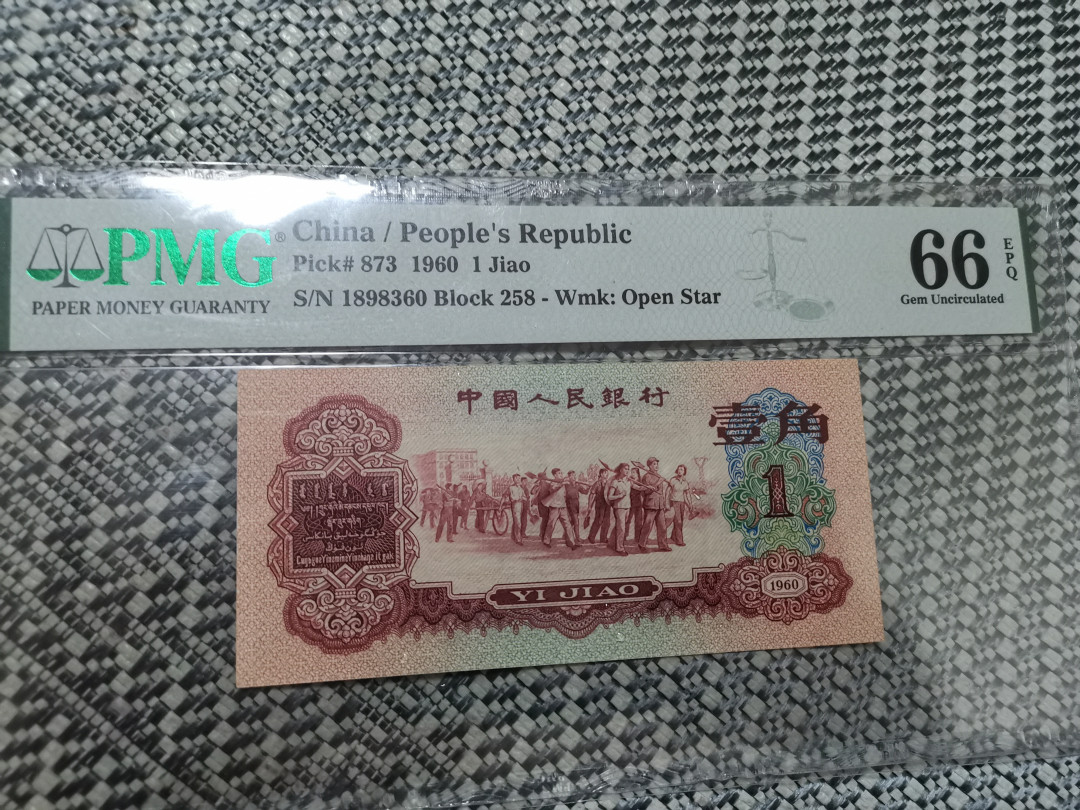 PMG®
PAPER MONEY GUARANTY
China / People's Republic
Pick# 873 1960 1 Jiao
S/N 1898360 Block 258 - Wmk: Open Star
66 EPQ
Gem Uncirculated
中國人民銀行
壹角
1
YI JIAO
1960